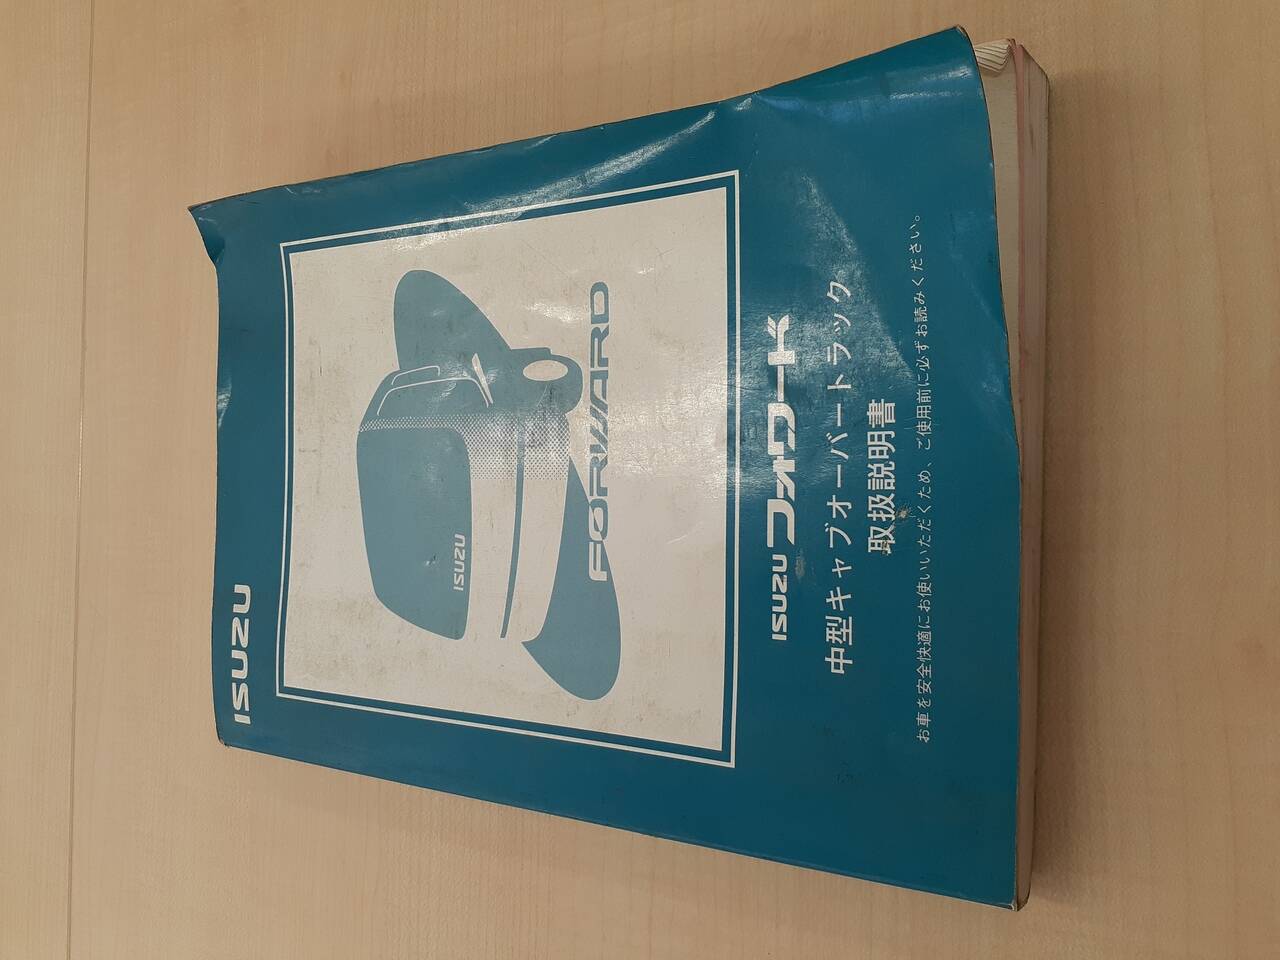 ISUZU
ISUZU
FORWARD
ISUZU フォワード
中型キャブオーバートラック
取扱説明書
お車を安全快適にお使いいただくため、ご使用前に必ずお読みください。